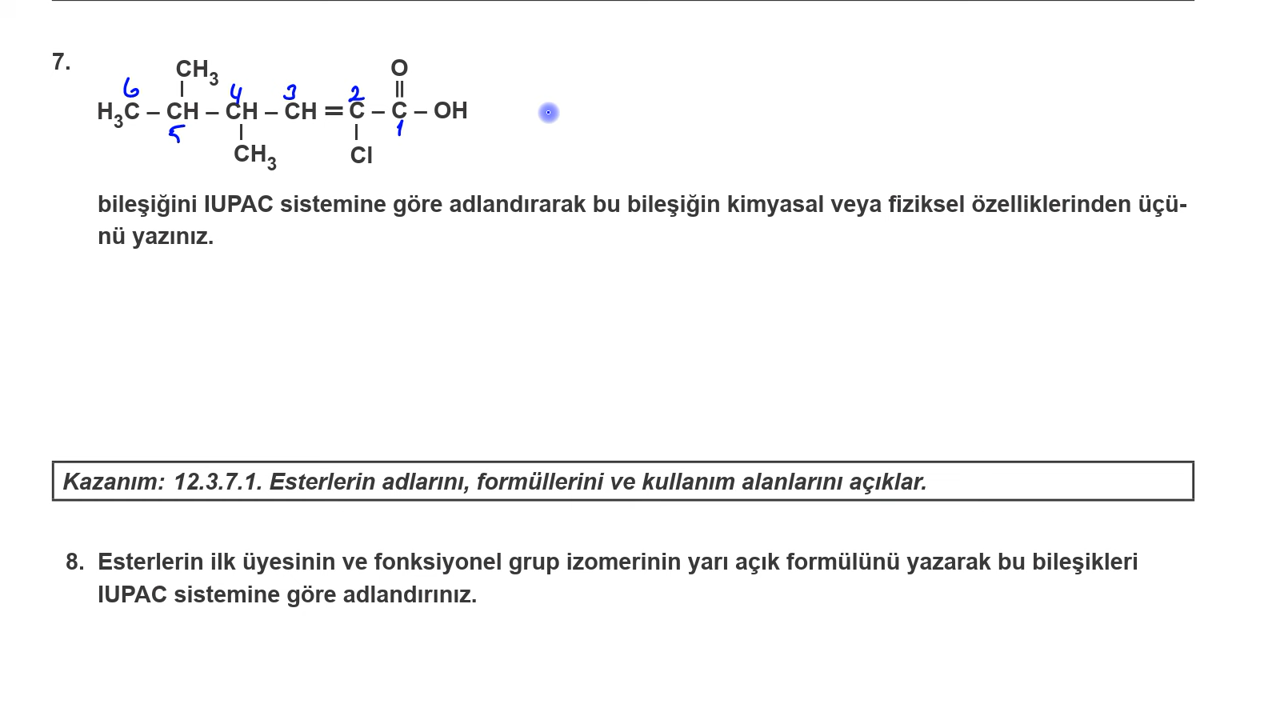 7.
CH3 O
6 4 3 2
H3C – CH – CH – CH = C – C – OH
5 1
CH3 Cl
bileşiğini IUPAC sistemine göre adlandırarak bu bileşiğin kimyasal veya fiziksel özelliklerinden üçü-
nü yazınız.
Kazanım: 12.3.7.1. Esterlerin adlarını, formüllerini ve kullanım alanlarını açıklar.
8. Esterlerin ilk üyesinin ve fonksiyonel grup izomerinin yarı açık formülünü yazarak bu bileşikleri
IUPAC sistemine göre adlandırınız.